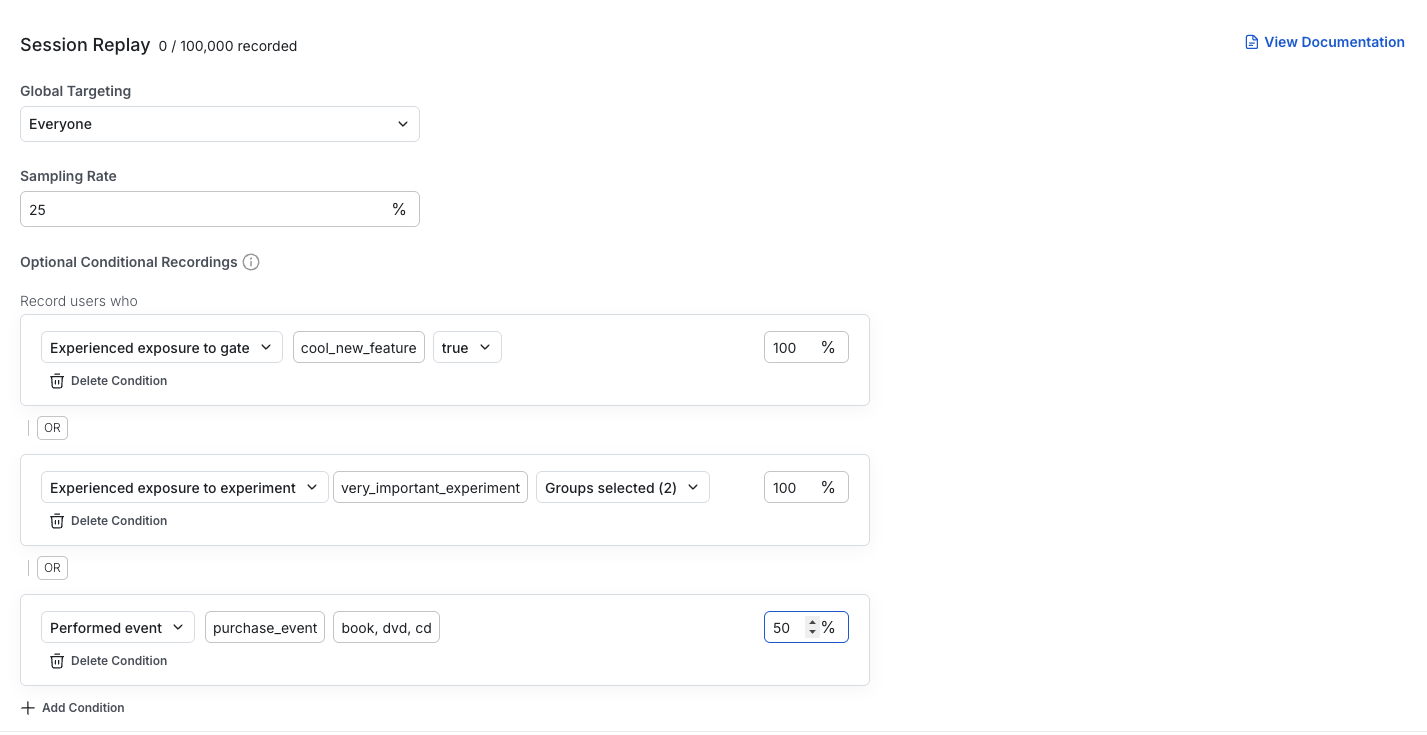 Session Replay 0 / 100,000 recorded
View Documentation
Global Targeting
Everyone
Sampling Rate
25 %
Optional Conditional Recordings
Record users who
Experienced exposure to gate cool_new_feature true 100 %
Delete Condition
OR
Experienced exposure to experiment very_important_experiment Groups selected (2) 100 %
Delete Condition
OR
Performed event purchase_event book, dvd, cd 50 %
Delete Condition
Add Condition